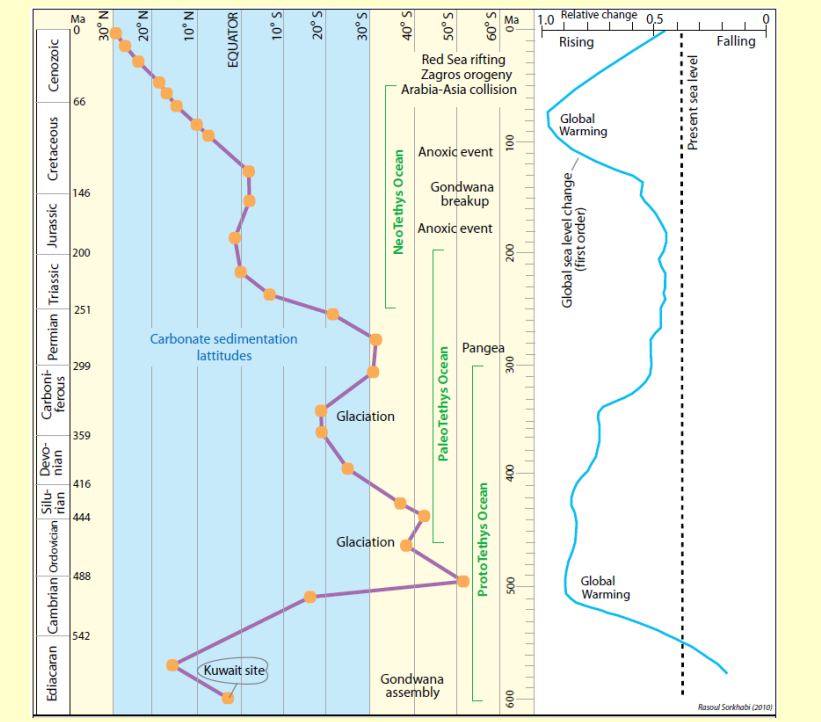 Ma
30° N
20° N
10° N
EQUATOR
10° S
20° S
30° S
40° S
50° S
60° S
Ma
1.0
Relative change
0.5
0
0
0
Rising
Falling
Cenozoic
66
Cretaceous
146
Jurassic
200
Triassic
251
Permian
299
Carboni-
ferous
359
Devo-
nian
416
Silu-
rian
444
Ordovician
488
Cambrian
542
Ediacaran
Red Sea rifting
Zagros orogeny
Arabia-Asia collision
Anoxic event
Gondwana
breakup
Anoxic event
NeoTethys Ocean
Carbonate sedimentation
lattitudes
Pangea
PaleoTethys Ocean
Glaciation
Glaciation
ProtoTethys Ocean
Kuwait site
Gondwana
assembly
100
200
300
400
500
600
Global
Warming
Present sea level
Global sea level change
(first order)
Global
Warming
Rasoul Sorkhabi (2010)